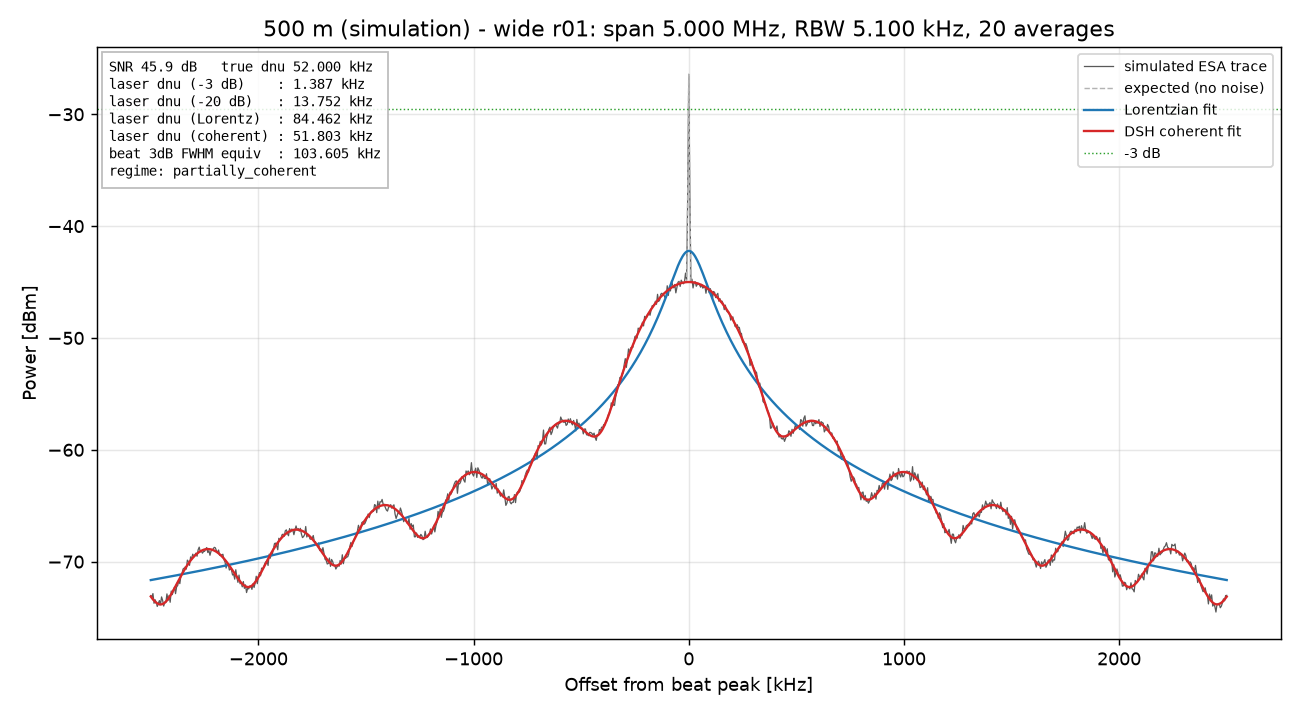 500 m (simulation) - wide r01: span 5.000 MHz, RBW 5.100 kHz, 20 averages
SNR 45.9 dB   true dnu 52.000 kHz
laser dnu (-3 dB)    : 1.387 kHz
laser dnu (-20 dB)   : 13.752 kHz
laser dnu (Lorentz)  : 84.462 kHz
laser dnu (coherent) : 51.803 kHz
beat 3dB FWHM equiv  : 103.605 kHz
regime: partially_coherent
simulated ESA trace
expected (no noise)
Lorentzian fit
DSH coherent fit
-3 dB
Power [dBm]
−30
−40
−50
−60
−70
−2000
−1000
0
1000
2000
Offset from beat peak [kHz]